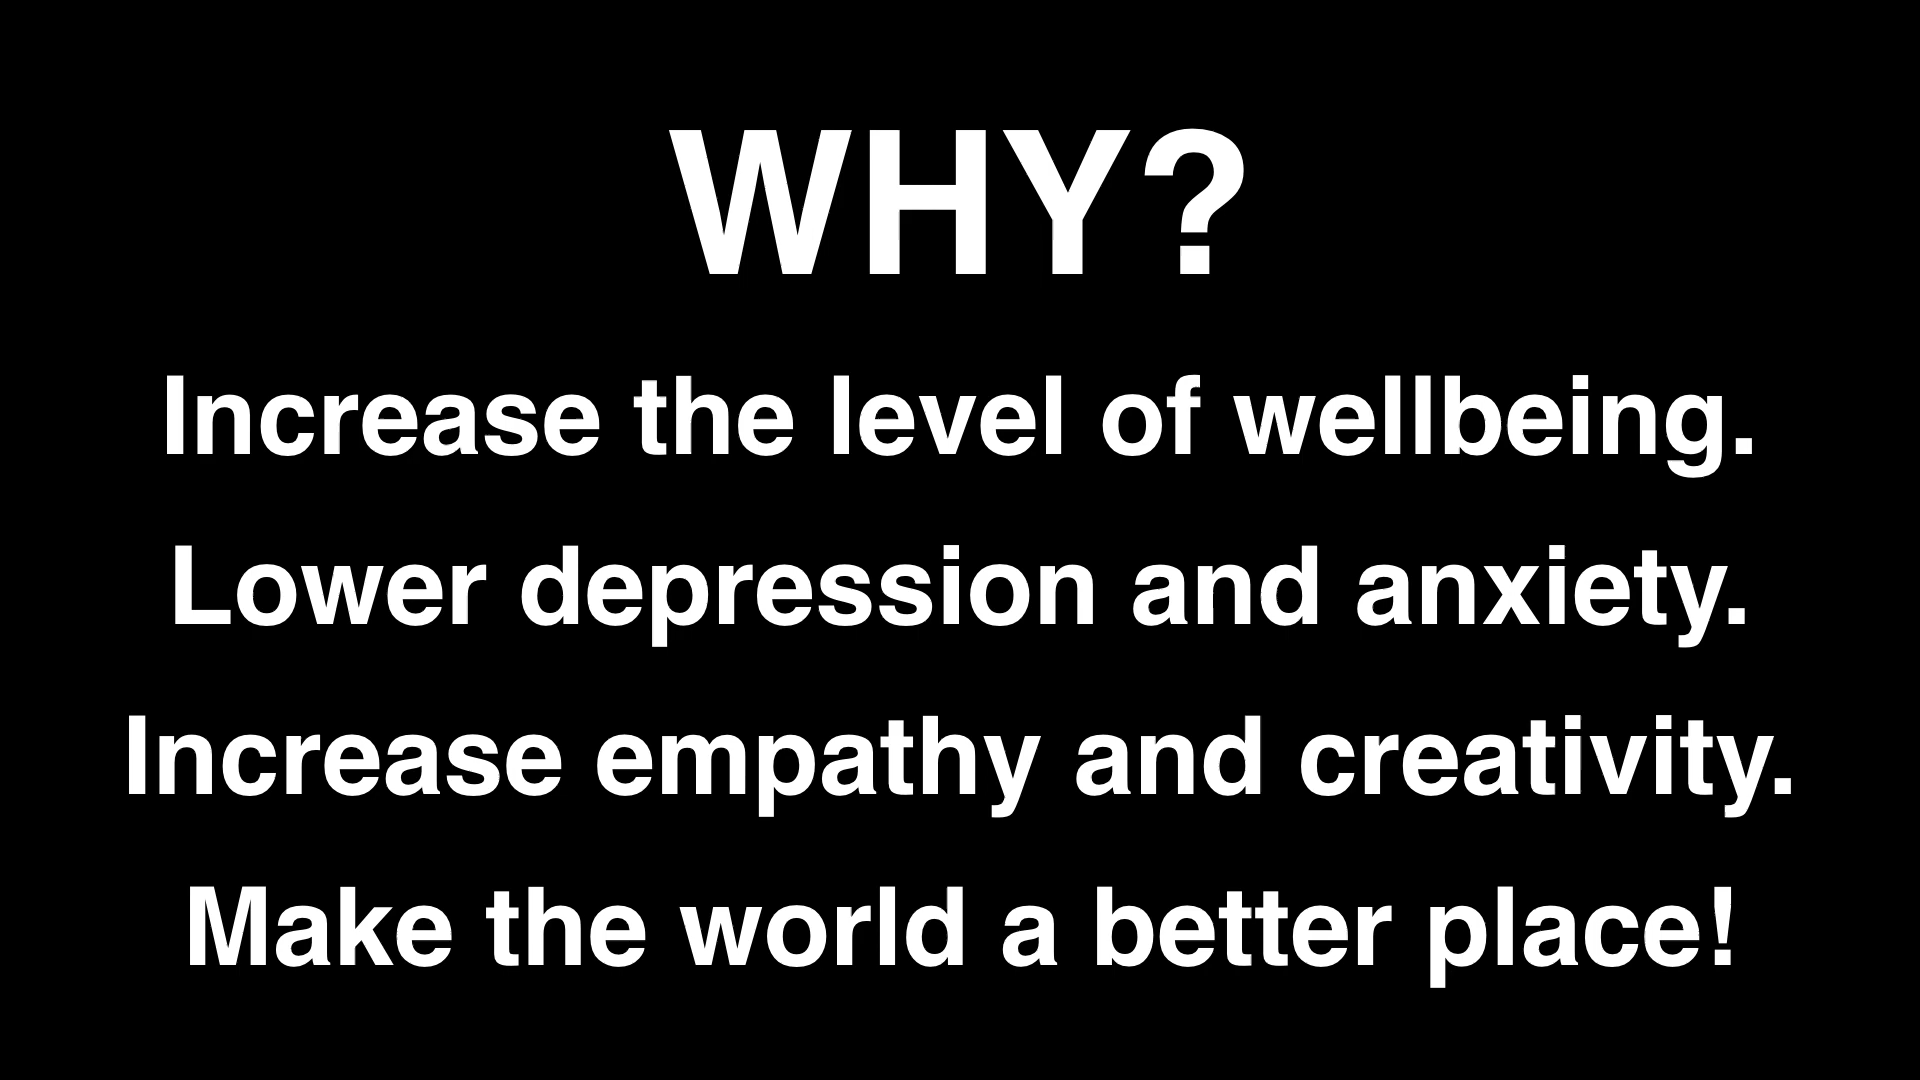 WHY?
Increase the level of wellbeing.
Lower depression and anxiety.
Increase empathy and creativity.
Make the world a better place!